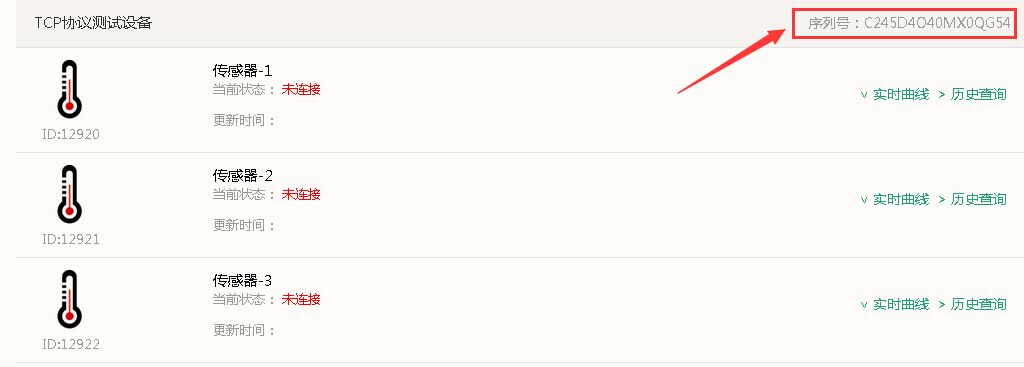 TCP协议测试设备
序列号：C245D4O40MX0QG54
传感器-1
当前状态： 未连接
∨ 实时曲线 > 历史查询
更新时间：
ID:12920
传感器-2
当前状态： 未连接
∨ 实时曲线 > 历史查询
更新时间：
ID:12921
传感器-3
当前状态： 未连接
∨ 实时曲线 > 历史查询
更新时间：
ID:12922